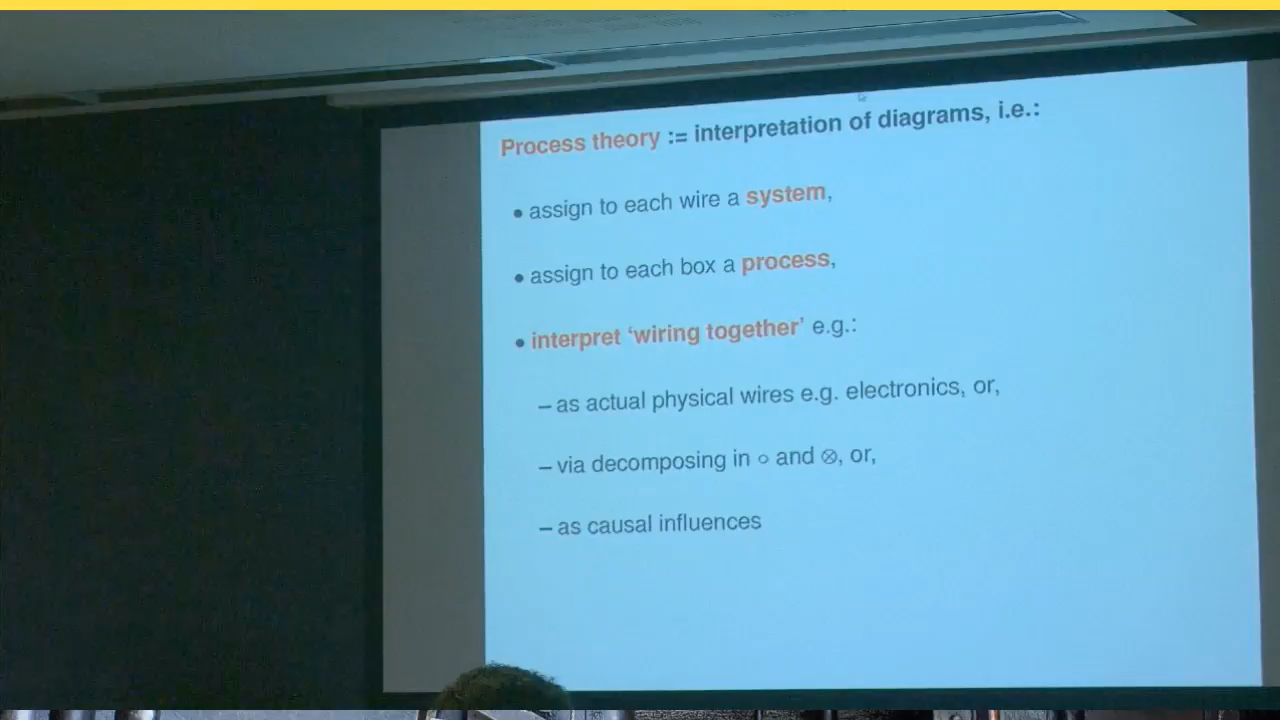 Process theory := interpretation of diagrams, i.e.:
• assign to each wire a system,
• assign to each box a process,
• interpret ‘wiring together’ e.g.:
– as actual physical wires e.g. electronics, or,
– via decomposing in ∘ and ⊗, or,
– as causal influences